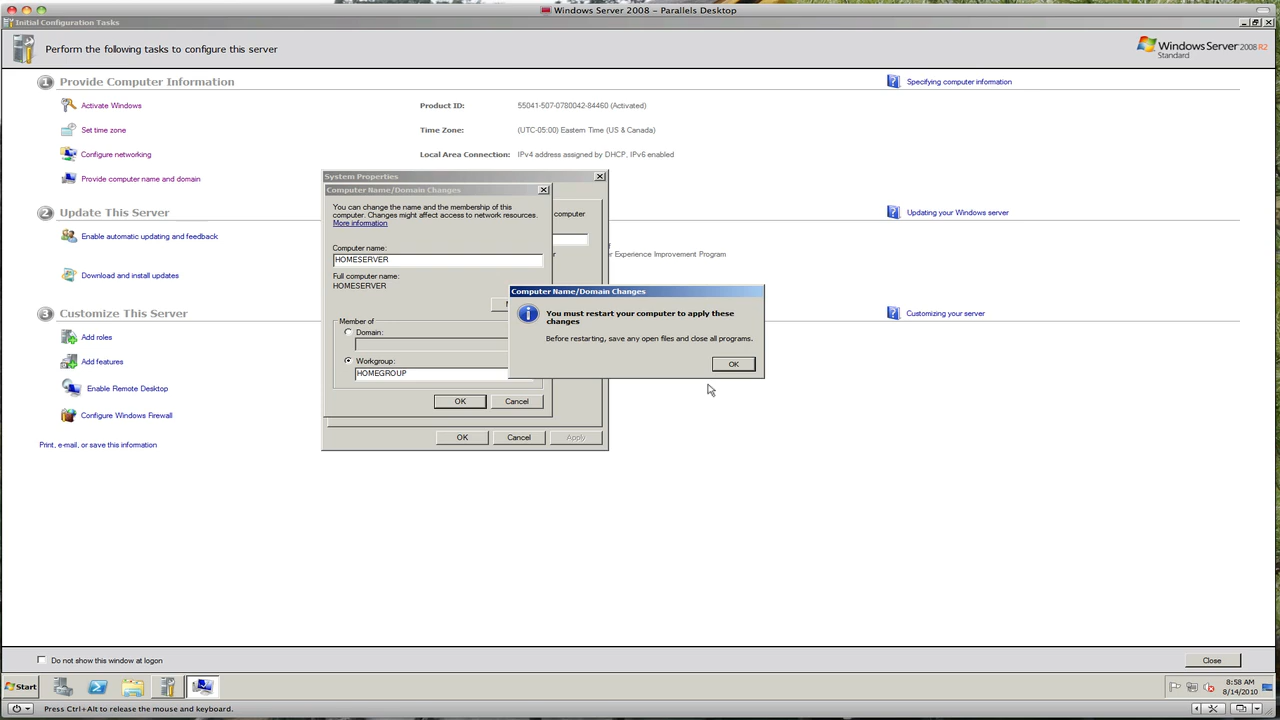 Windows Server 2008 – Parallels Desktop
Initial Configuration Tasks
Perform the following tasks to configure this server
Windows Server 2008 R2
Standard
1 Provide Computer Information
Specifying computer information
Activate Windows
Product ID: 55041-507-0780042-84460 (Activated)
Set time zone
Time Zone: (UTC-05:00) Eastern Time (US & Canada)
Configure networking
Local Area Connection: IPv4 address assigned by DHCP, IPv6 enabled
Provide computer name and domain
2 Update This Server
Updating your Windows server
Enable automatic updating and feedback
er Experience Improvement Program
Download and install updates
3 Customize This Server
Customizing your server
Add roles
Add features
Enable Remote Desktop
Configure Windows Firewall
Print, e-mail, or save this information
System Properties
computer
Computer Name/Domain Changes
You can change the name and the membership of this
computer. Changes might affect access to network resources.
More information
Computer name:
HOMESERVER
Full computer name:
HOMESERVER
Member of
Domain:
Workgroup:
HOMEGROUP
OK Cancel
OK Cancel Apply
Computer Name/Domain Changes
You must restart your computer to apply these
changes
Before restarting, save any open files and close all programs.
OK
Do not show this window at logon
Close
Start
8:58 AM
8/14/2010
Press Ctrl+Alt to release the mouse and keyboard.